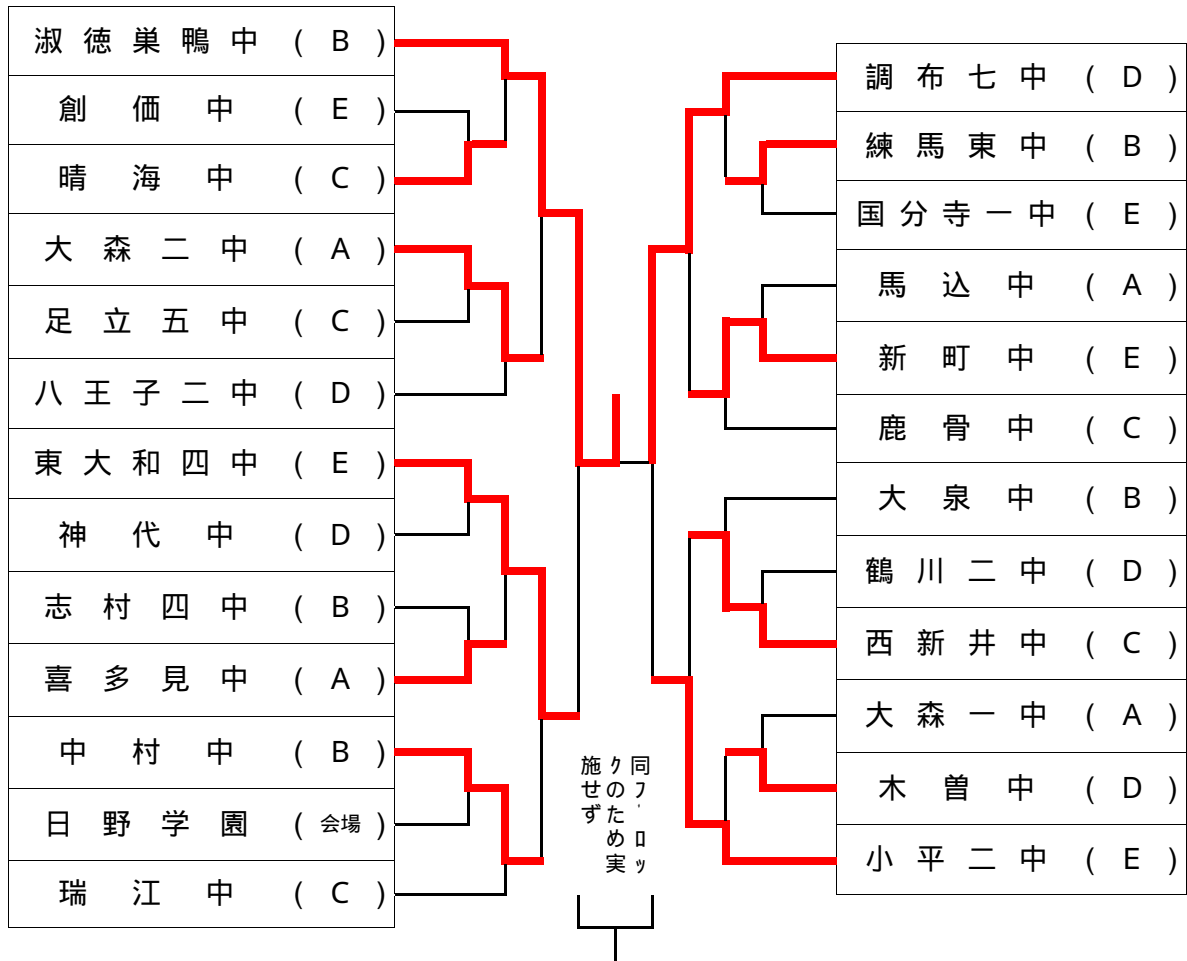 淑徳巣鴨中 ( B )
創価中 ( E )
晴海中 ( C )
大森二中 ( A )
足立五中 ( C )
八王子二中 ( D )
東大和四中 ( E )
神代中 ( D )
志村四中 ( B )
喜多見中 ( A )
中村中 ( B )
日野学園 ( 会場 )
瑞江中 ( C )
調布七中 ( D )
練馬東中 ( B )
国分寺一中 ( E )
馬込中 ( A )
新町中 ( E )
鹿骨中 ( C )
大泉中 ( B )
鶴川二中 ( D )
西新井中 ( C )
大森一中 ( A )
木曽中 ( D )
小平二中 ( E )
同ﾌﾞﾛｯ
ｸのため実
施せず